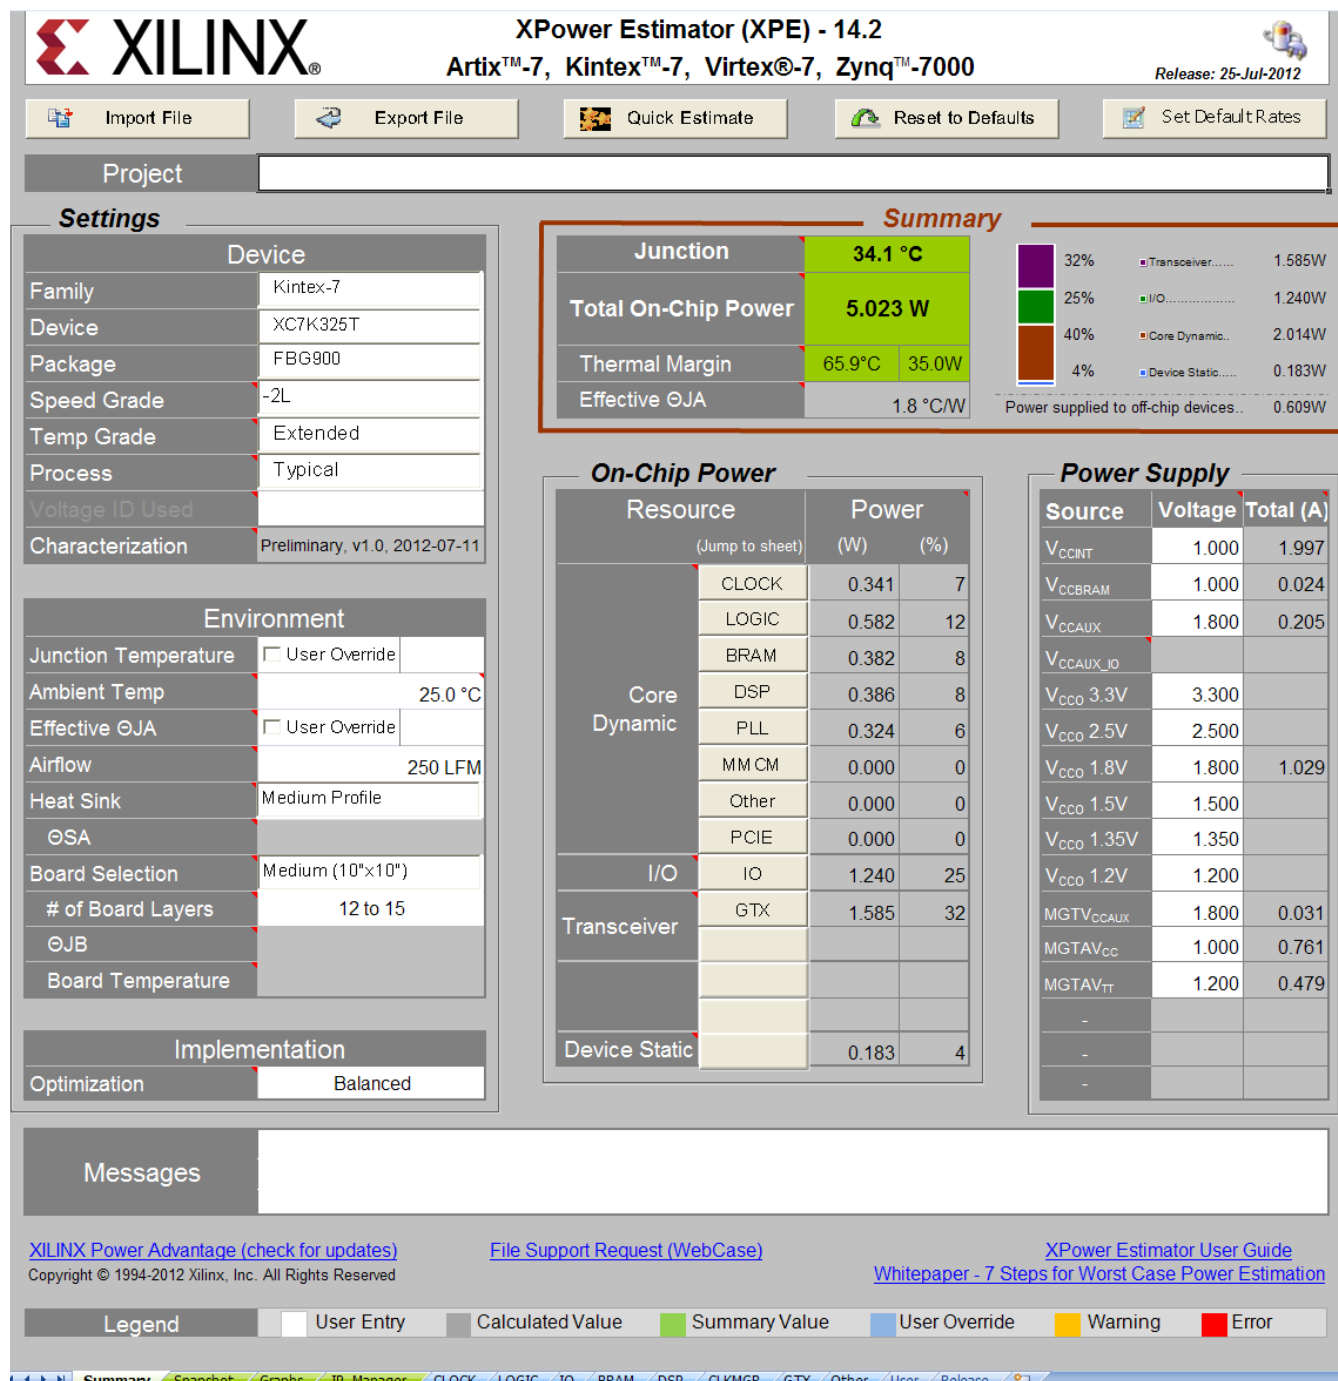 XILINX®
XPower Estimator (XPE) - 14.2
Artix™-7, Kintex™-7, Virtex®-7, Zynq™-7000
Release: 25-Jul-2012
Import File
Export File
Quick Estimate
Reset to Defaults
Set Default Rates
Project
Settings
Device
Family Kintex-7
Device XC7K325T
Package FBG900
Speed Grade -2L
Temp Grade Extended
Process Typical
Voltage ID Used
Characterization Preliminary, v1.0, 2012-07-11
Environment
Junction Temperature User Override
Ambient Temp 25.0 °C
Effective ΘJA User Override
Airflow 250 LFM
Heat Sink Medium Profile
ΘSA
Board Selection Medium (10"x10")
# of Board Layers 12 to 15
ΘJB
Board Temperature
Implementation
Optimization Balanced
Summary
Junction 34.1 °C
Total On-Chip Power 5.023 W
Thermal Margin 65.9°C 35.0W
Effective ΘJA 1.8 °C/W
32% Transceiver...... 1.585W
25% I/O................. 1.240W
40% Core Dynamic.. 2.014W
4% Device Static..... 0.183W
Power supplied to off-chip devices.. 0.609W
On-Chip Power
Resource Power
(Jump to sheet) (W) (%)
Core Dynamic
CLOCK 0.341 7
LOGIC 0.582 12
BRAM 0.382 8
DSP 0.386 8
PLL 0.324 6
MMCM 0.000 0
Other 0.000 0
PCIE 0.000 0
I/O IO 1.240 25
Transceiver GTX 1.585 32
Device Static 0.183 4
Power Supply
Source Voltage Total (A)
VCCINT 1.000 1.997
VCCBRAM 1.000 0.024
VCCAUX 1.800 0.205
VCCAUX_IO
VCCO 3.3V 3.300
VCCO 2.5V 2.500
VCCO 1.8V 1.800 1.029
VCCO 1.5V 1.500
VCCO 1.35V 1.350
VCCO 1.2V 1.200
MGTVCCAUX 1.800 0.031
MGTAVCC 1.000 0.761
MGTAVTT 1.200 0.479
-
-
-
Messages
XILINX Power Advantage (check for updates)
File Support Request (WebCase)
XPower Estimator User Guide
Copyright © 1994-2012 Xilinx, Inc. All Rights Reserved
Whitepaper - 7 Steps for Worst Case Power Estimation
Legend User Entry Calculated Value Summary Value User Override Warning Error
Summary Snapshot Graphs IP_Manager CLOCK LOGIC IO BRAM DSP CLKMGR GTX Other User Release